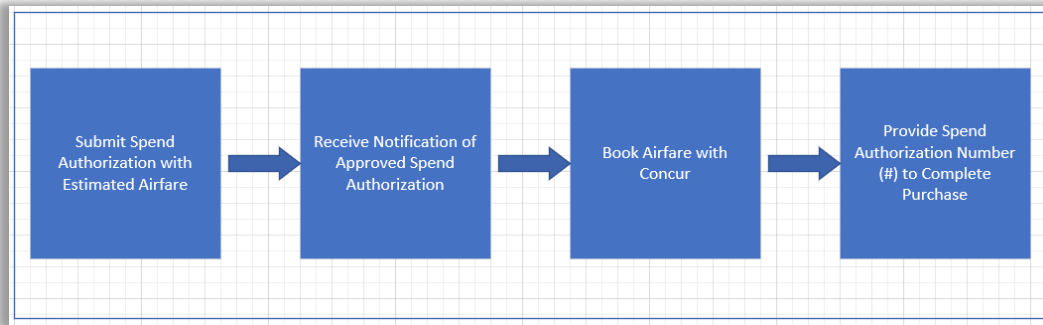 Submit Spend
Authorization with
Estimated Airfare
Receive Notification of
Approved Spend
Authorization
Book Airfare with
Concur
Provide Spend
Authorization Number
(#) to Complete
Purchase